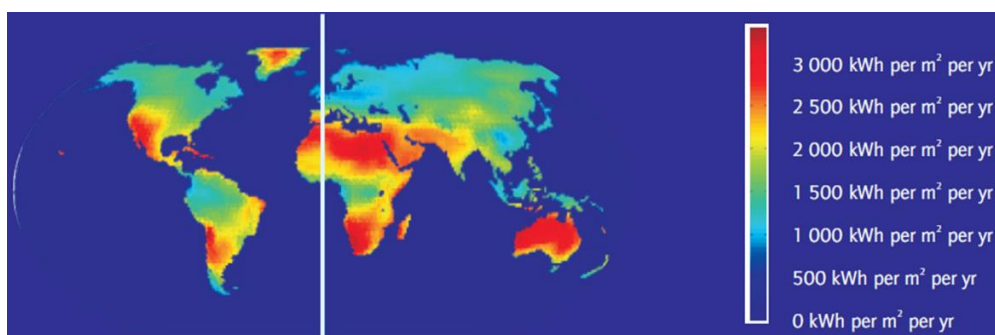 3 000 kWh per m² per yr
2 500 kWh per m² per yr
2 000 kWh per m² per yr
1 500 kWh per m² per yr
1 000 kWh per m² per yr
500 kWh per m² per yr
0 kWh per m² per yr